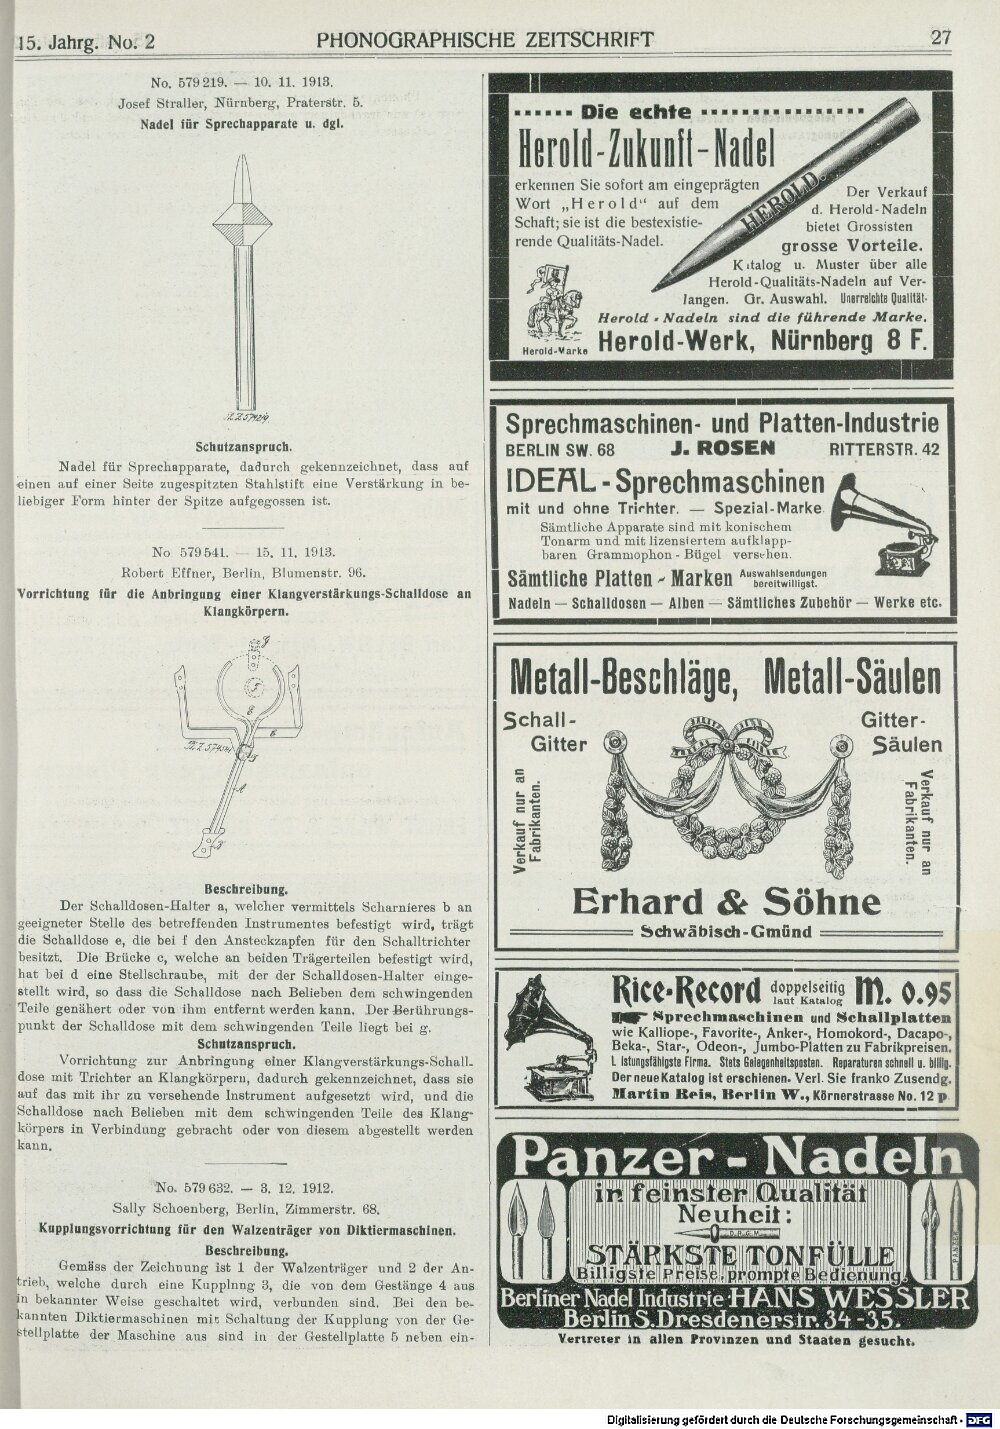 15. Jahrg. No. 2
PHONOGRAPHISCHE ZEITSCHRIFT
27
No. 579219. — 10. 11. 1913.
Josef Straller, Nürnberg, Praterstr. 5.
Nadel für Sprechapparate u. dgl.
Schutzanspruch.
Nadel für Sprechapparate, dadurch gekennzeichnet, dass auf
einen auf einer Seite zugespitzten Stahlstift eine Verstärkung in be-
liebiger Form hinter der Spitze aufgegossen ist.
No 579541. — 15. 11. 1913.
Robert Effner, Berlin, Blumenstr. 96.
Vorrichtung für die Anbringung einer Klangverstärkungs-Schalldose an
Klangkörpern.
Beschreibung.
Der Schalldosen-Halter a, welcher vermittels Scharnieres b an
geeigneter Stelle des betreffenden Instrumentes befestigt wird, trägt
die Schalldose e, die bei f den Ansteckzapfen für den Schalltrichter
besitzt. Die Brücke c, welche an beiden Trägerteilen befestigt wird,
hat bei d eine Stellschraube, mit der der Schalldosen-Halter einge-
stellt wird, so dass die Schalldose nach Belieben dem schwingenden
Teile genähert oder von ihm entfernt werden kann. Der Berührungs-
punkt der Schalldose mit dem schwingenden Teile liegt bei g.
Schutzanspruch.
Vorrichtung zur Anbringung einer Klangverstärkungs-Schall-
dose mit Trichter an Klangkörpern, dadurch gekennzeichnet, dass sie
auf das mit ihr zu versehende Instrument aufgesetzt wird, und die
Schalldose nach Belieben mit dem schwingenden Teile des Klang-
körpers in Verbindung gebracht oder von diesem abgestellt werden
kann.
No. 579632. — 3. 12. 1912.
Sally Schoenberg, Berlin, Zimmerstr. 68.
Kupplungsvorrichtung für den Walzenträger von Diktiermaschinen.
Beschreibung.
Gemäss der Zeichnung ist 1 der Walzenträger und 2 der An-
trieb, welche durch eine Kupplnng 3, die von dem Gestänge 4 aus
in bekannter Weise geschaltet wird, verbunden sind. Bei den be-
kannten Diktiermaschinen mit Schaltung der Kupplung von der Ge-
stellplatte der Maschine aus sind in der Gestellplatte 5 neben ein-
Die echte
Herold-Zukunft-Nadel
erkennen Sie sofort am eingeprägten
Wort „Herold“ auf dem
Schaft; sie ist die bestexistie-
rende Qualitäts-Nadel.
HEROLD.
Der Verkauf
d. Herold-Nadeln
bietet Grossisten
grosse Vorteile.
Katalog u. Muster über alle
Herold-Qualitäts-Nadeln auf Ver-
langen. Gr. Auswahl. Unerreichte Qualität.
Herold-Nadeln sind die führende Marke.
Herold-Marke
Herold-Werk, Nürnberg 8 F.
Sprechmaschinen- und Platten-Industrie
BERLIN SW. 68 J. ROSEN RITTERSTR. 42
IDEAL-Sprechmaschinen
mit und ohne Trichter. — Spezial-Marke
Sämtliche Apparate sind mit konischem
Tonarm und mit lizensiertem aufklapp-
baren Grammophon-Bügel versehen.
Sämtliche Platten-Marken Auswahlsendungen
bereitwilligst.
Nadeln — Schalldosen — Alben — Sämtliches Zubehör — Werke etc.
Metall-Beschläge, Metall-Säulen
Schall-
Gitter
Gitter-
Säulen
Verkauf nur an
Fabrikanten.
Verkauf nur an
Fabrikanten.
Erhard & Söhne
Schwäbisch-Gmünd
Rice-Record doppelseitig
laut Katalog M. 0.95
Sprechmaschinen und Schallplatten
wie Kalliope-, Favorite-, Anker-, Homokord-, Dacapo-,
Beka-, Star-, Odeon-, Jumbo-Platten zu Fabrikpreisen.
L istungsfähigste Firma. Stets Gelegenheitsposten. Reparaturen schnell u. billig.
Der neue Katalog ist erschienen. Verl. Sie franko Zusendg.
Martin Reis, Berlin W., Körnerstrasse No. 12 p
Panzer-Nadeln
in feinster Qualität
Neuheit:
D.R.G.M.
STÄRKSTE TONFÜLLE
Billigste Preise, prompte Bedienung.
Berliner Nadel Industrie HANS WESSLER
Berlin S. Dresdenerstr. 34-35.
Vertreter in allen Provinzen und Staaten gesucht.
Digitalisierung gefördert durch die Deutsche Forschungsgemeinschaft - DFG